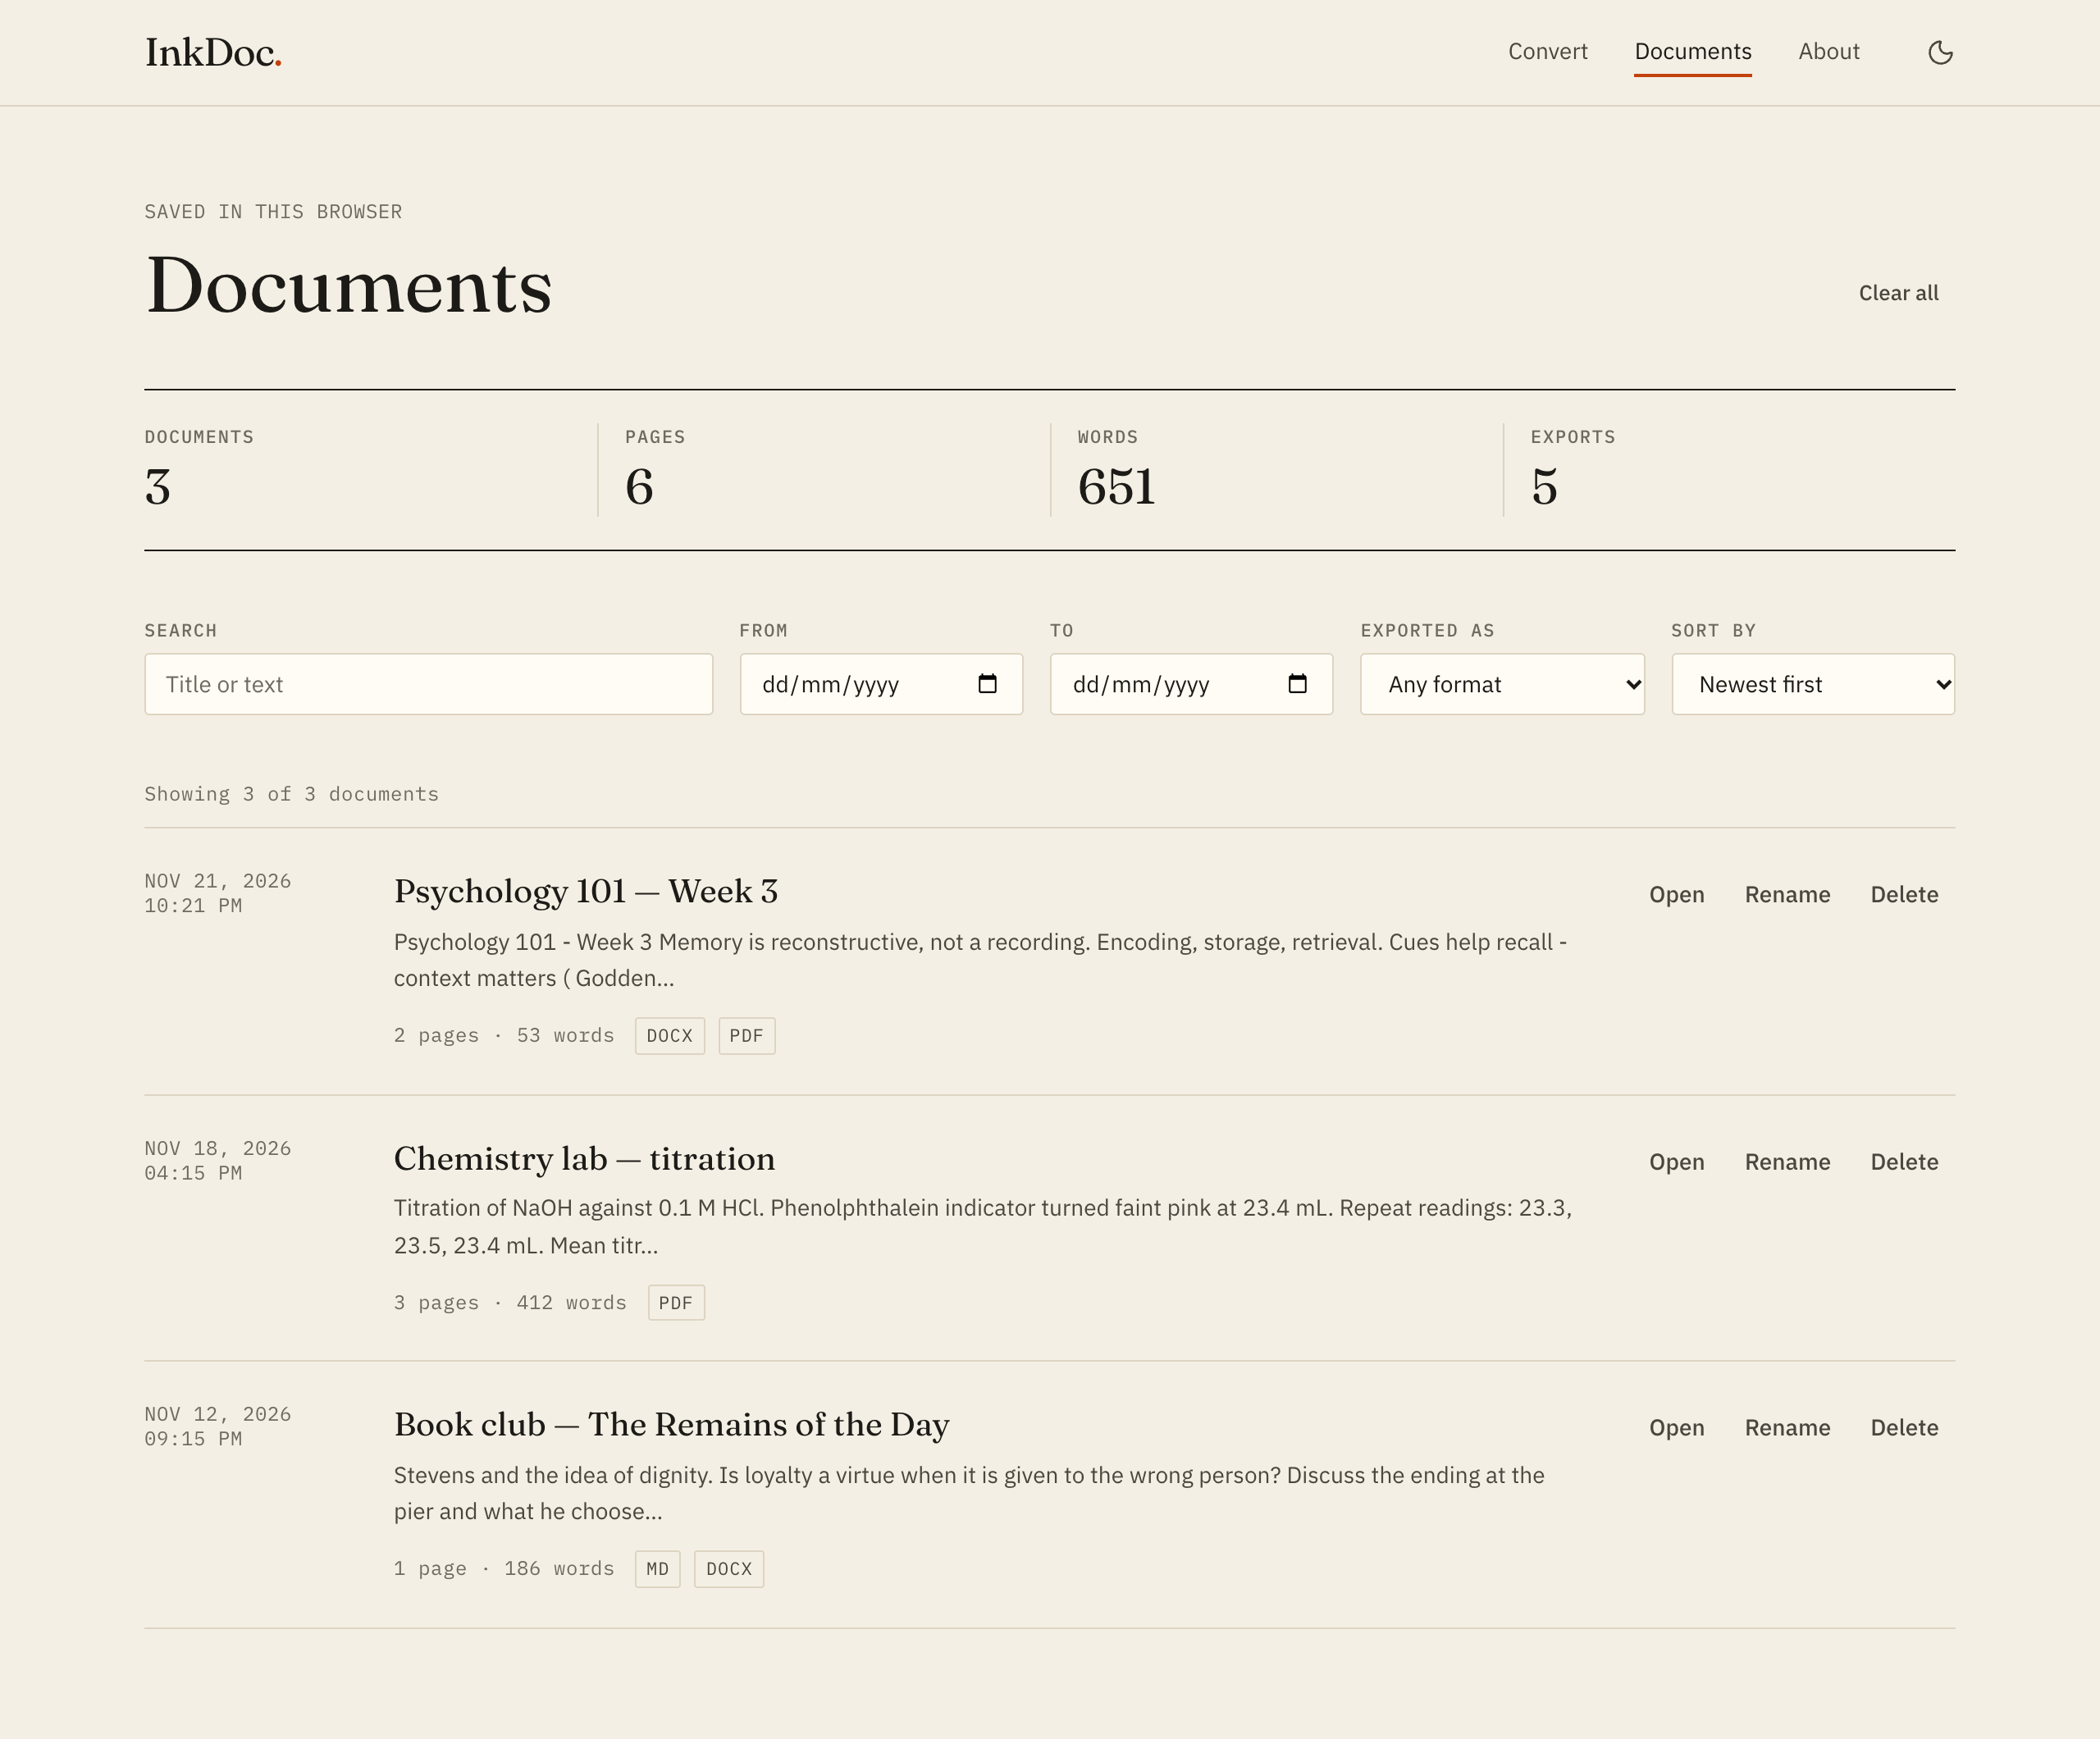 InkDoc.
Convert Documents About
SAVED IN THIS BROWSER
Documents
Clear all
DOCUMENTS PAGES WORDS EXPORTS
3 6 651 5
SEARCH FROM TO EXPORTED AS SORT BY
Title or text dd/mm/yyyy dd/mm/yyyy Any format Newest first
Showing 3 of 3 documents
NOV 21, 2026
10:21 PM
Psychology 101 — Week 3
Open Rename Delete
Psychology 101 - Week 3 Memory is reconstructive, not a recording. Encoding, storage, retrieval. Cues help recall -
context matters ( Godden...
2 pages · 53 words DOCX PDF
NOV 18, 2026
04:15 PM
Chemistry lab — titration
Open Rename Delete
Titration of NaOH against 0.1 M HCl. Phenolphthalein indicator turned faint pink at 23.4 mL. Repeat readings: 23.3,
23.5, 23.4 mL. Mean titr...
3 pages · 412 words PDF
NOV 12, 2026
09:15 PM
Book club — The Remains of the Day
Open Rename Delete
Stevens and the idea of dignity. Is loyalty a virtue when it is given to the wrong person? Discuss the ending at the
pier and what he choose...
1 page · 186 words MD DOCX